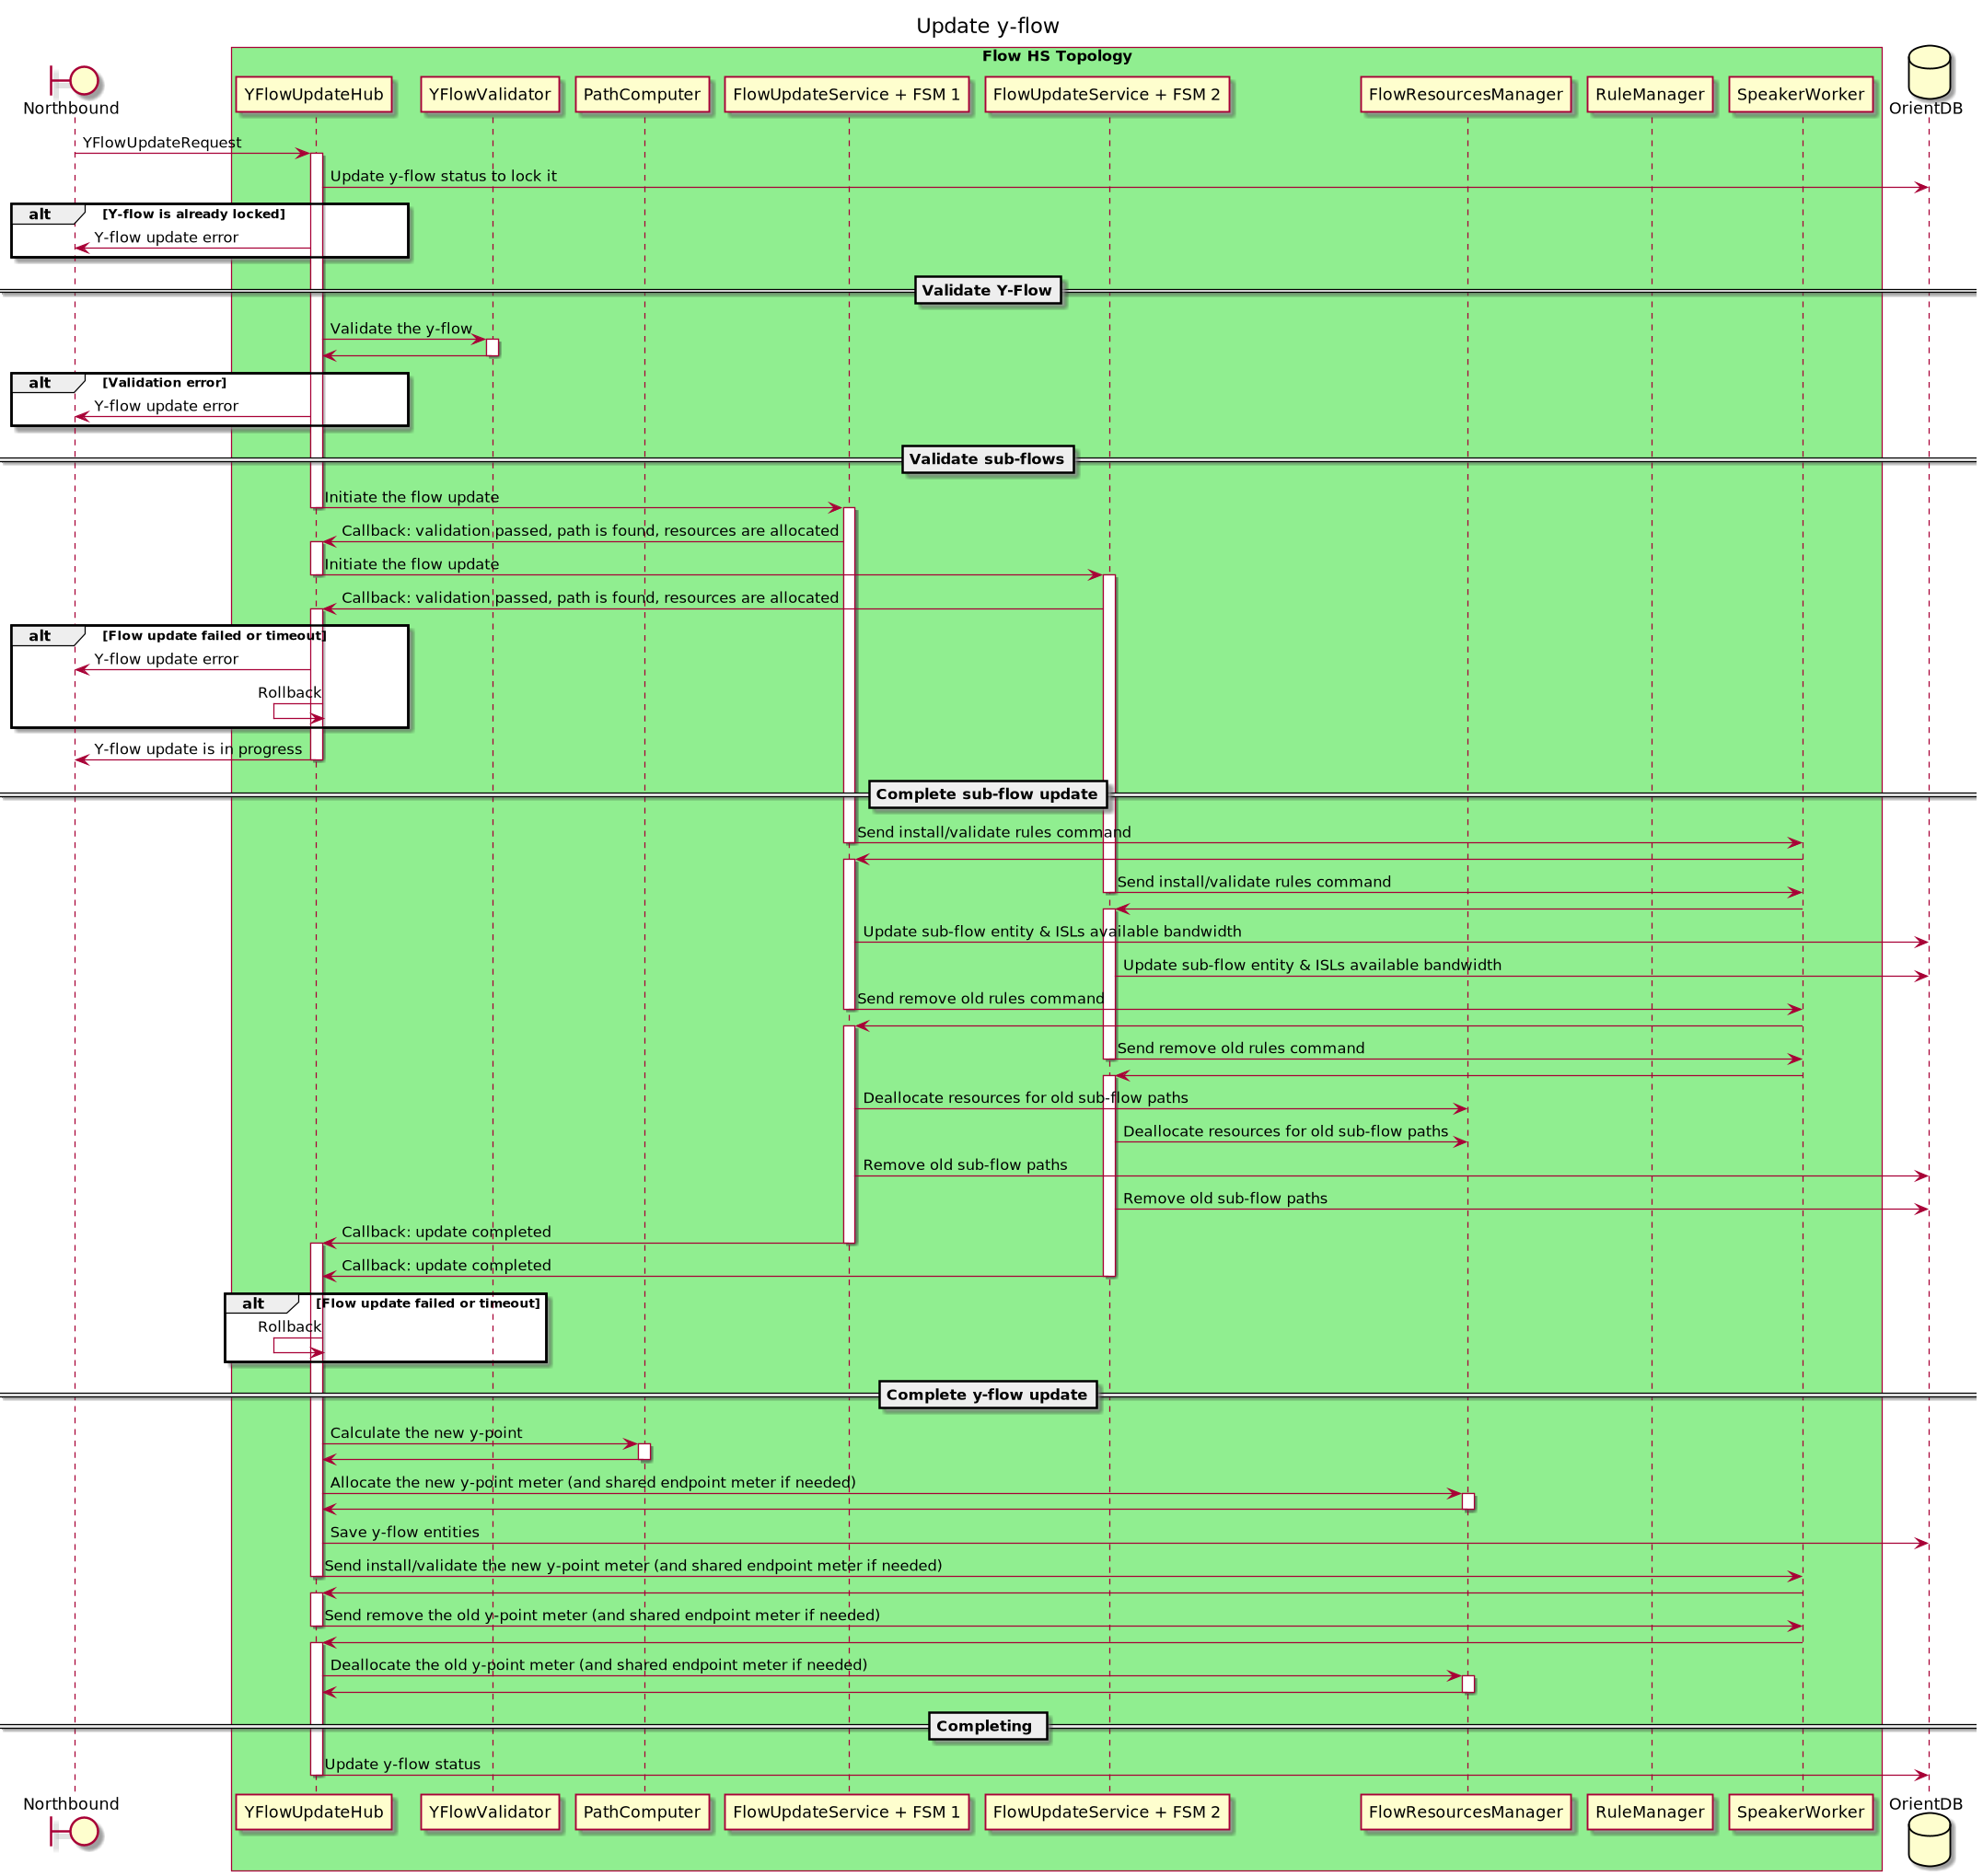 Update y-flow
Flow HS Topology
Northbound
YFlowUpdateHub
YFlowValidator
PathComputer
FlowUpdateService + FSM 1
FlowUpdateService + FSM 2
FlowResourcesManager
RuleManager
SpeakerWorker
OrientDB
YFlowUpdateRequest
Update y-flow status to lock it
alt [Y-flow is already locked]
Y-flow update error
Validate Y-Flow
Validate the y-flow
alt [Validation error]
Y-flow update error
Validate sub-flows
Initiate the flow update
Callback: validation passed, path is found, resources are allocated
Initiate the flow update
Callback: validation passed, path is found, resources are allocated
alt [Flow update failed or timeout]
Y-flow update error
Rollback
Y-flow update is in progress
Complete sub-flow update
Send install/validate rules command
Send install/validate rules command
Update sub-flow entity & ISLs available bandwidth
Update sub-flow entity & ISLs available bandwidth
Send remove old rules command
Send remove old rules command
Deallocate resources for old sub-flow paths
Deallocate resources for old sub-flow paths
Remove old sub-flow paths
Remove old sub-flow paths
Callback: update completed
Callback: update completed
alt [Flow update failed or timeout]
Rollback
Complete y-flow update
Calculate the new y-point
Allocate the new y-point meter (and shared endpoint meter if needed)
Save y-flow entities
Send install/validate the new y-point meter (and shared endpoint meter if needed)
Send remove the old y-point meter (and shared endpoint meter if needed)
Deallocate the old y-point meter (and shared endpoint meter if needed)
Completing
Update y-flow status
Northbound
YFlowUpdateHub
YFlowValidator
PathComputer
FlowUpdateService + FSM 1
FlowUpdateService + FSM 2
FlowResourcesManager
RuleManager
SpeakerWorker
OrientDB